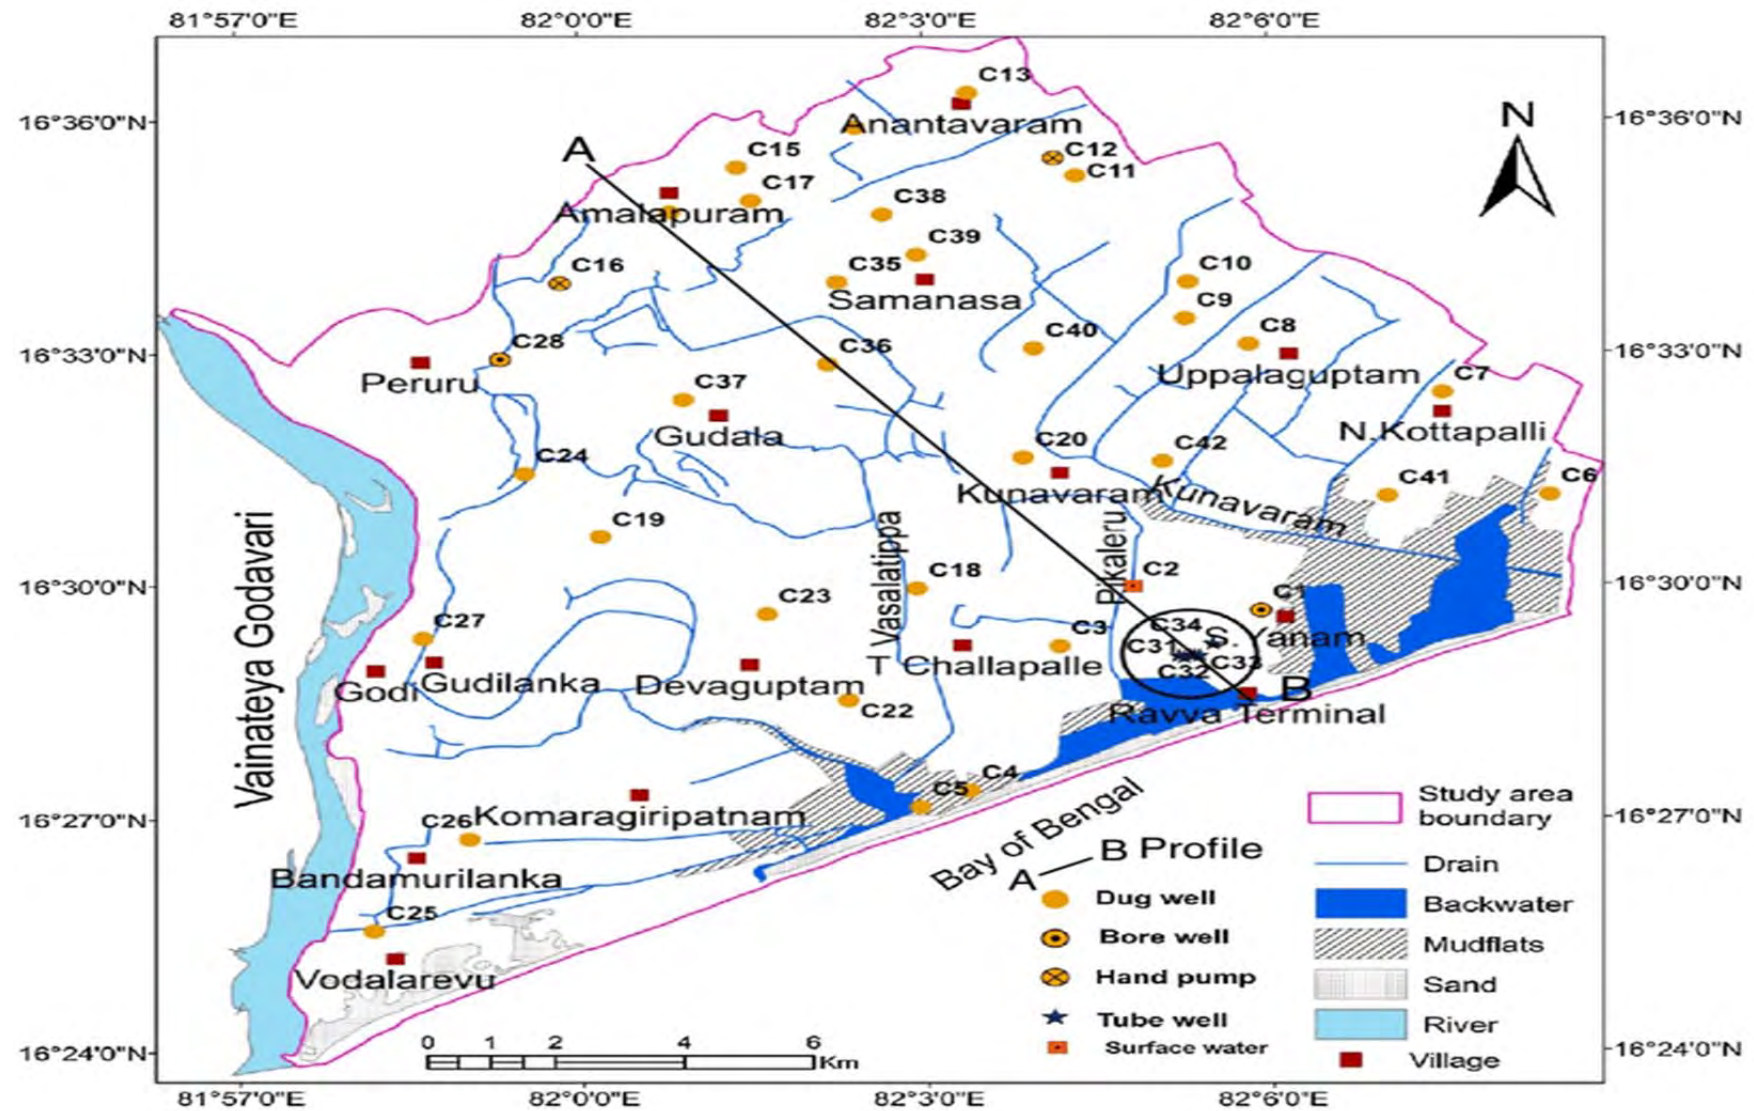 81°57'0"E 82°0'0"E 82°3'0"E 82°6'0"E
C13
16°36'0"N Anantavaram N 16°36'0"N
A C15 C12
C11
C17
Amalapuram C38
C39
C16 C35 C10
Samanasa C9
C28 C36 C40 C8
16°33'0"N 16°33'0"N
Peruru C37 Uppalaguptam C7
Gudala N.Kottapalli
C24 C20 C42
Kunavaram Kunavaram C41 C6
C19
Vainateya Godavari
Vasalatippa
C18 C2
16°30'0"N 16°30'0"N
C23 C1
C27 C3 C34
C31 S. Yanam
T Challapalle C33
C32
Godi Gudilanka Devaguptam B
C22 Ravva Terminal
C4
C5
C26 Komaragiripatnam
16°27'0"N 16°27'0"N
Bay of Bengal
Bandamurilanka
C25
Vodalarevu
A B Profile
Dug well
Bore well
Hand pump
Tube well
Surface water
Study area
boundary
Drain
Backwater
Mudflats
Sand
River
Village
0 1 2 4 6
Km
16°24'0"N 16°24'0"N
81°57'0"E 82°0'0"E 82°3'0"E 82°6'0"E